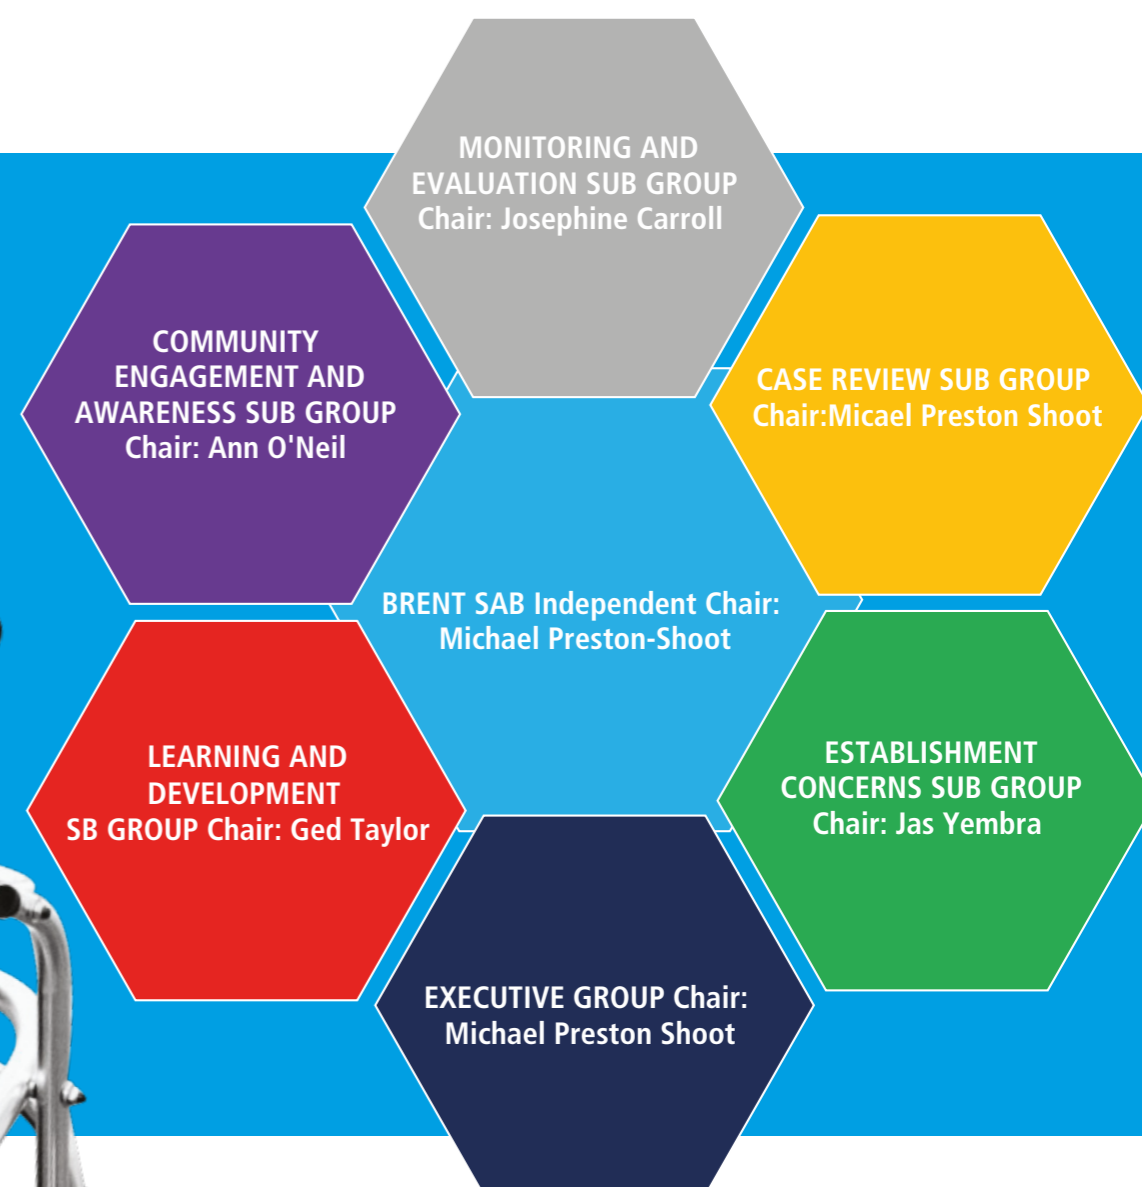 MONITORING AND
EVALUATION SUB GROUP
Chair: Josephine Carroll
COMMUNITY
ENGAGEMENT AND
AWARENESS SUB GROUP
Chair: Ann O'Neil
CASE REVIEW SUB GROUP
Chair:Micael Preston Shoot
BRENT SAB Independent Chair:
Michael Preston-Shoot
LEARNING AND
DEVELOPMENT
SB GROUP Chair: Ged Taylor
ESTABLISHMENT
CONCERNS SUB GROUP
Chair: Jas Yembra
EXECUTIVE GROUP Chair:
Michael Preston Shoot